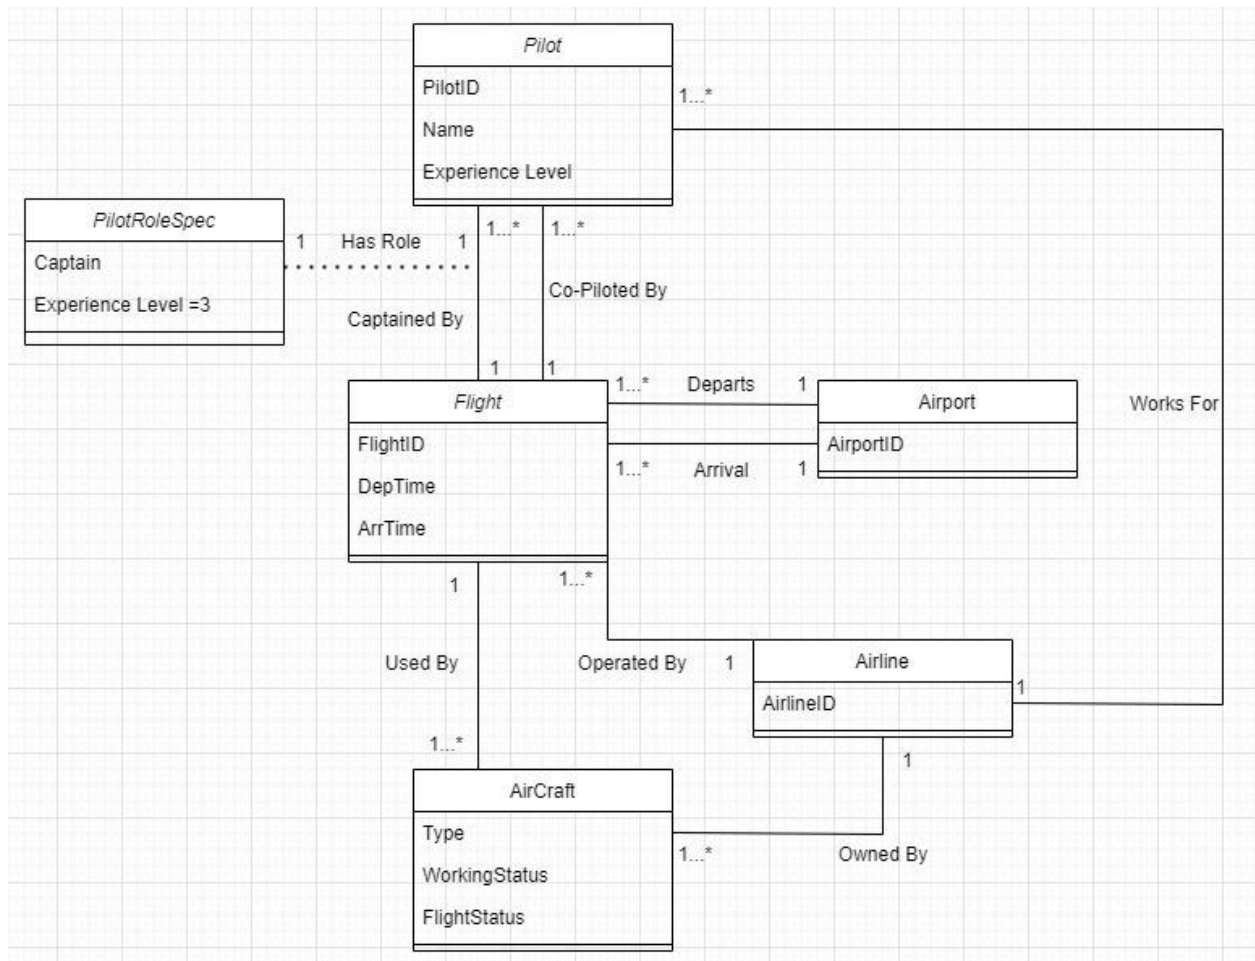 Pilot
PilotID
Name
Experience Level
1...*
PilotRoleSpec
Captain
Experience Level =3
1 Has Role 1
1...* 1...*
Co-Piloted By
Captained By
1 1
Flight
FlightID
DepTime
ArrTime
1...* Departs 1
1...* Arrival 1
Airport
AirportID
Works For
1 1...*
Used By
Operated By 1
Airline
AirlineID
1
1
1...*
AirCraft
Type
WorkingStatus
FlightStatus
1...*
Owned By